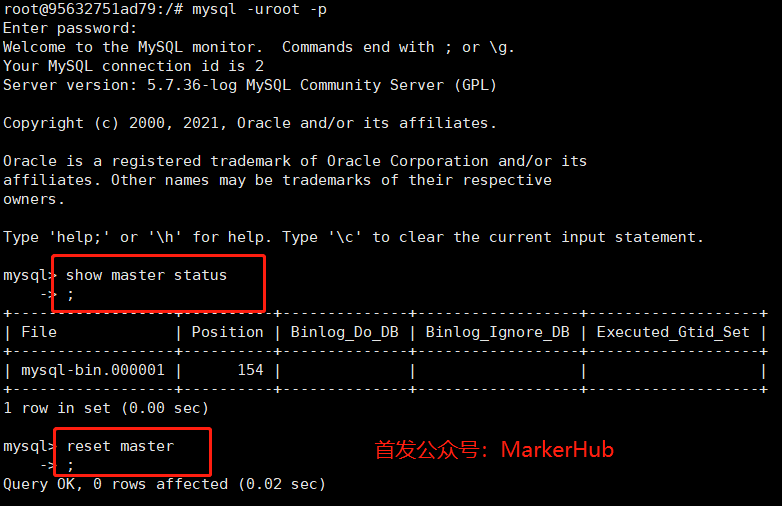 root@95632751ad79:/# mysql -uroot -p
Enter password:
Welcome to the MySQL monitor.  Commands end with ; or \g.
Your MySQL connection id is 2
Server version: 5.7.36-log MySQL Community Server (GPL)
Copyright (c) 2000, 2021, Oracle and/or its affiliates.
Oracle is a registered trademark of Oracle Corporation and/or its
affiliates. Other names may be trademarks of their respective
owners.
Type 'help;' or '\h' for help. Type '\c' to clear the current input statement.
mysql> show master status
    -> ;
+------------------+----------+--------------+------------------+-------------------+
| File             | Position | Binlog_Do_DB | Binlog_Ignore_DB | Executed_Gtid_Set |
+------------------+----------+--------------+------------------+-------------------+
| mysql-bin.000001 |      154 |              |                  |                   |
+------------------+----------+--------------+------------------+-------------------+
1 row in set (0.00 sec)
mysql> reset master
首发公众号：MarkerHub
    -> ;
Query OK, 0 rows affected (0.02 sec)